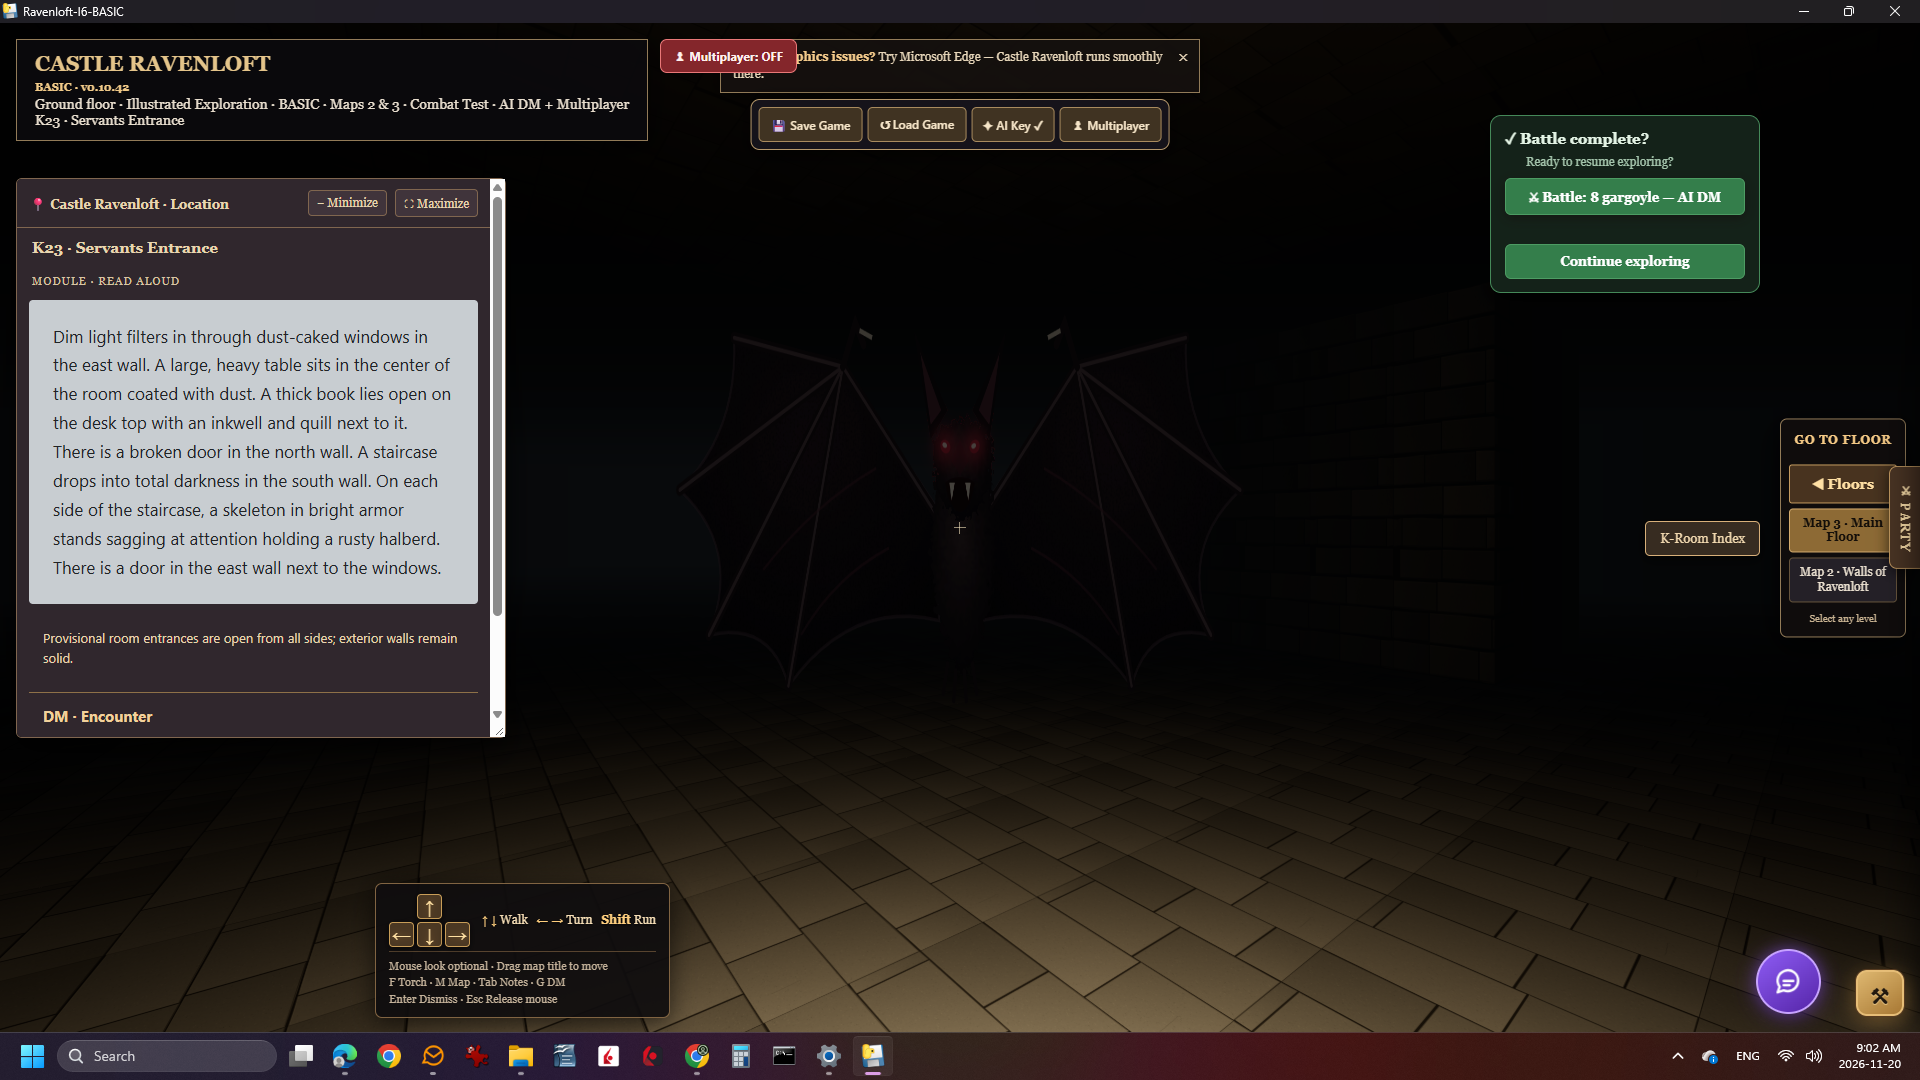 Ravenloft-I6-BASIC
CASTLE RAVENLOFT
BASIC · v0.10.42
Ground floor · Illustrated Exploration · BASIC · Maps 2 & 3 · Combat Test · AI DM + Multiplayer
K23 · Servants Entrance
Multiplayer: OFF
phics issues? Try Microsoft Edge — Castle Ravenloft runs smoothly
there.
Save Game
Load Game
AI Key ✓
Multiplayer
✓ Battle complete?
Ready to resume exploring?
Battle: 8 gargoyle — AI DM
Continue exploring
Castle Ravenloft · Location
– Minimize
Maximize
K23 · Servants Entrance
MODULE · READ ALOUD
Dim light filters in through dust-caked windows in
the east wall. A large, heavy table sits in the center of
the room coated with dust. A thick book lies open on
the desk top with an inkwell and quill next to it.
There is a broken door in the north wall. A staircase
drops into total darkness in the south wall. On each
side of the staircase, a skeleton in bright armor
stands sagging at attention holding a rusty halberd.
There is a door in the east wall next to the windows.
Provisional room entrances are open from all sides; exterior walls remain
solid.
DM · Encounter
GO TO FLOOR
◀ Floors
Map 3 · Main
Floor
Map 2 · Walls of
Ravenloft
Select any level
PARTY
K-Room Index
↑
← ↓ →
↑↓ Walk ←→ Turn Shift Run
Mouse look optional · Drag map title to move
F Torch · M Map · Tab Notes · G DM
Enter Dismiss · Esc Release mouse
Search
ENG
9:02 AM
2026-11-20